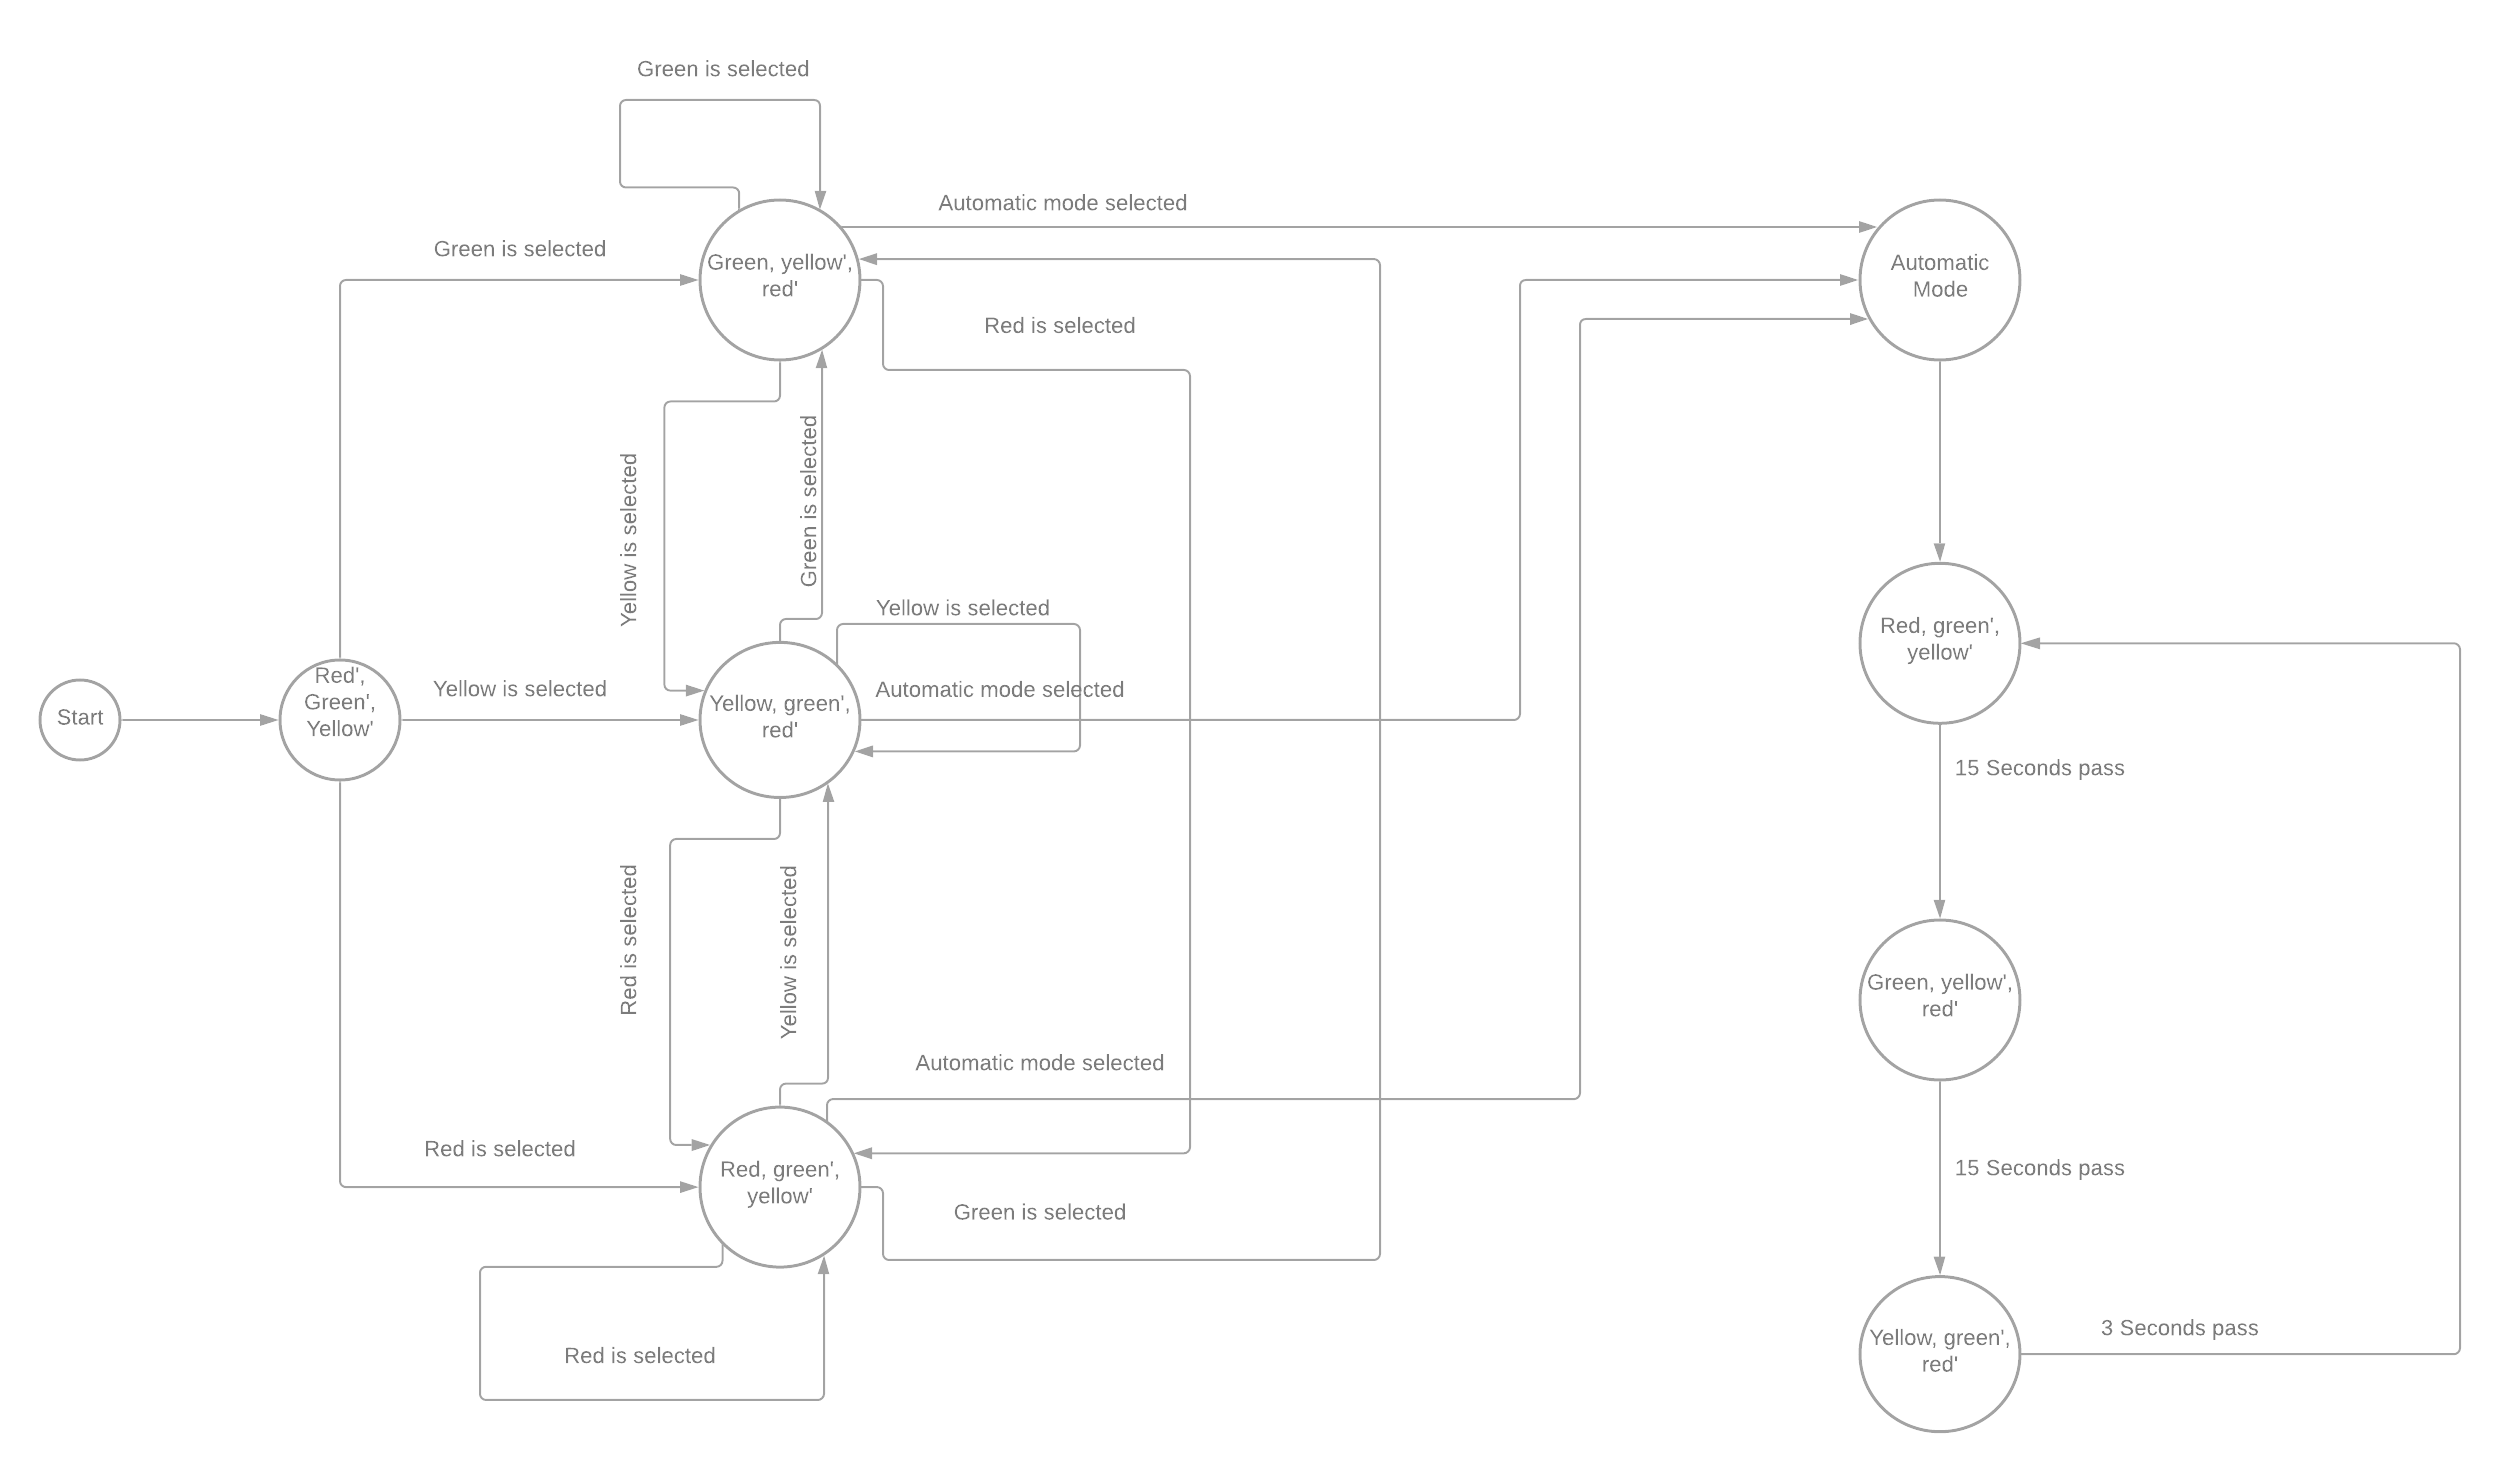 Green is selected
Automatic mode selected
Green is selected
Green, yellow',
red'
Automatic
Mode
Red is selected
Yellow is selected
Green is selected
Yellow is selected
Red, green',
yellow'
Start
Red',
Green',
Yellow'
Yellow is selected
Yellow, green',
red'
Automatic mode selected
15 Seconds pass
Red is selected
Yellow is selected
Green, yellow',
red'
Automatic mode selected
Red is selected
Red, green',
yellow'
15 Seconds pass
Green is selected
Red is selected
Yellow, green',
red'
3 Seconds pass